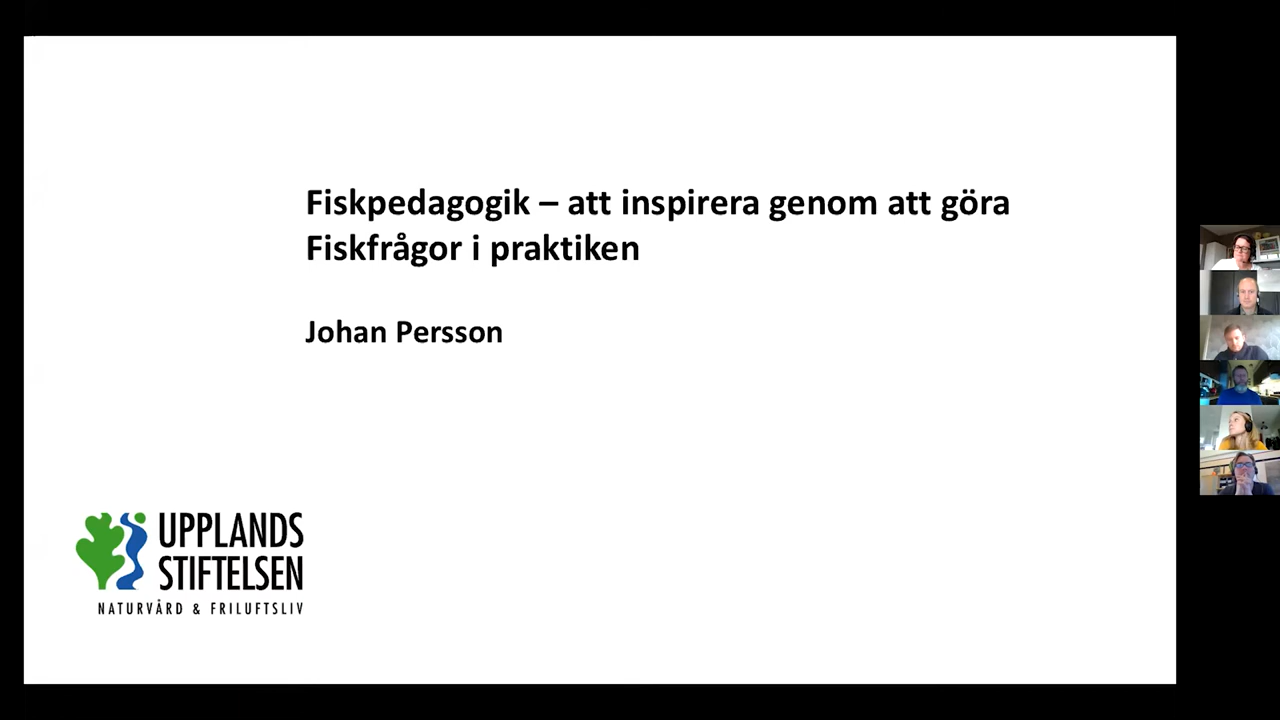 Fiskpedagogik – att inspirera genom att göra
Fiskfrågor i praktiken
Johan Persson
UPPLANDS
STIFTELSEN
NATURVÅRD & FRILUFTSLIV